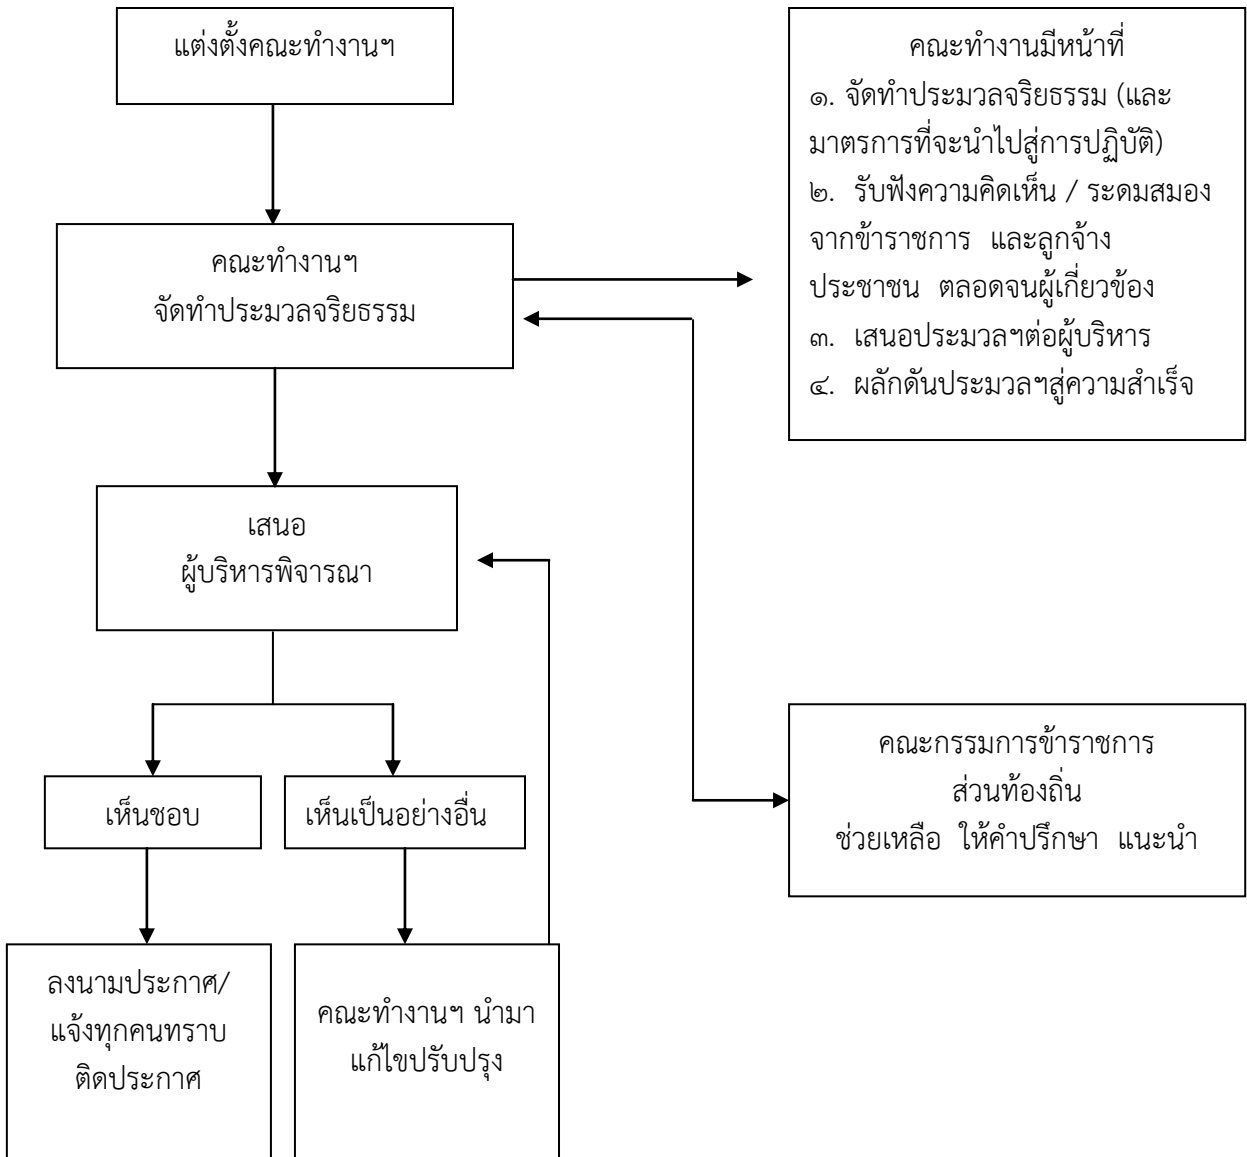 แต่งตั้งคณะทำงานฯ
คณะทำงานมีหน้าที่
๑. จัดทำประมวลจริยธรรม (และ
มาตรการที่จะนำไปสู่การปฏิบัติ)
๒. รับฟังความคิดเห็น / ระดมสมอง
จากข้าราชการ และลูกจ้าง
ประชาชน ตลอดจนผู้เกี่ยวข้อง
๓. เสนอประมวลฯต่อผู้บริหาร
๔. ผลักดันประมวลฯสู่ความสำเร็จ
คณะทำงานฯ
จัดทำประมวลจริยธรรม
เสนอ
ผู้บริหารพิจารณา
คณะกรรมการข้าราชการ
ส่วนท้องถิ่น
ช่วยเหลือ ให้คำปรึกษา แนะนำ
เห็นชอบ
เห็นเป็นอย่างอื่น
ลงนามประกาศ/
แจ้งทุกคนทราบ
ติดประกาศ
คณะทำงานฯ นำมา
แก้ไขปรับปรุง